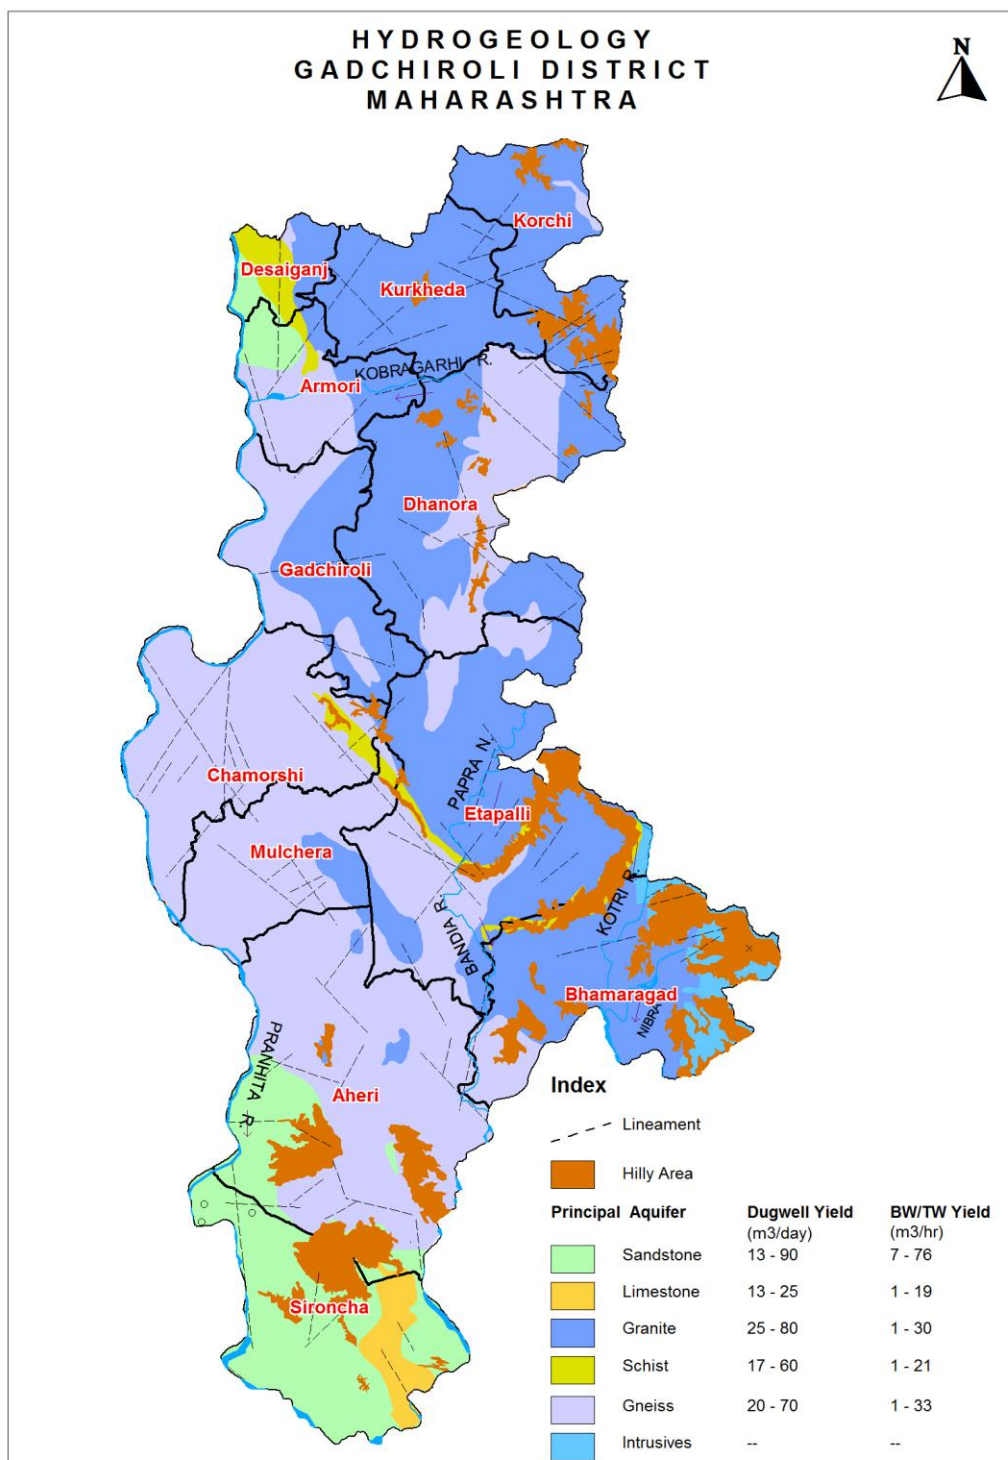 HYDROGEOLOGY
GADCHIROLI DISTRICT
MAHARASHTRA
N
Korchi
Desaiganj
Kurkheda
KOBRAGARHI R.
Armori
Dhanora
Gadchiroli
Chamorshi
PAPRA N.
Etapalli
Mulchera
KOTRI R.
BANDIA R.
Bhamaragad
NIBRA
PRANHITA R.
Aheri
Sironcha
Index
Lineament
Hilly Area
Principal Aquifer Dugwell Yield BW/TW Yield
(m3/day) (m3/hr)
Sandstone 13 - 90 7 - 76
Limestone 13 - 25 1 - 19
Granite 25 - 80 1 - 30
Schist 17 - 60 1 - 21
Gneiss 20 - 70 1 - 33
Intrusives -- --